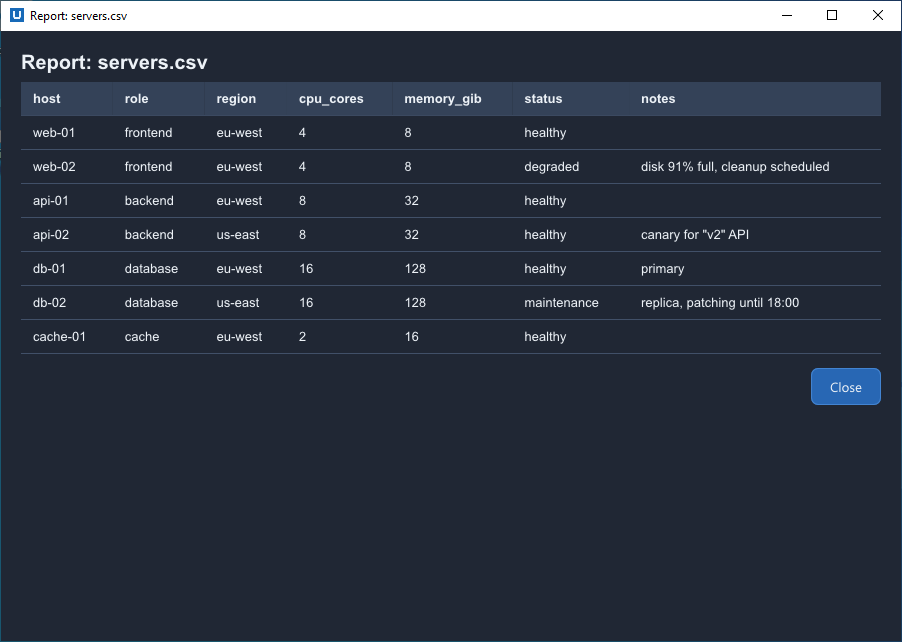 U Report: servers.csv
Report: servers.csv
host role region cpu_cores memory_gib status notes
web-01 frontend eu-west 4 8 healthy
web-02 frontend eu-west 4 8 degraded disk 91% full, cleanup scheduled
api-01 backend eu-west 8 32 healthy
api-02 backend us-east 8 32 healthy canary for "v2" API
db-01 database eu-west 16 128 healthy primary
db-02 database us-east 16 128 maintenance replica, patching until 18:00
cache-01 cache eu-west 2 16 healthy
Close